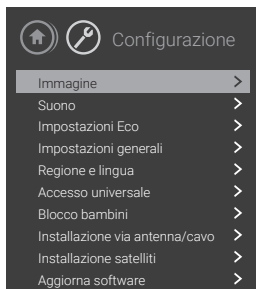 Configurazione
Immagine
Suono
Impostazioni Eco
Impostazioni generali
Regione e lingua
Accesso universale
Blocco bambini
Installazione via antenna/cavo
Installazione satelliti
Aggiorna software